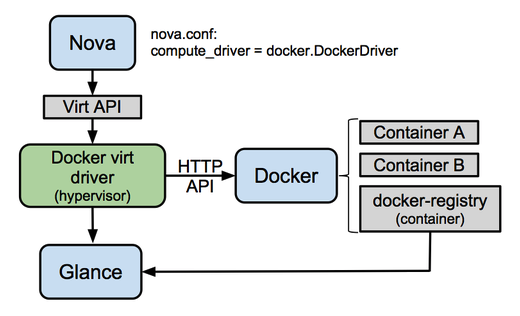 Nova
nova.conf:
compute_driver = docker.DockerDriver
Virt API
Docker virt
driver
(hypervisor)
HTTP
API
Docker
Container A
Container B
docker-registry
(container)
Glance